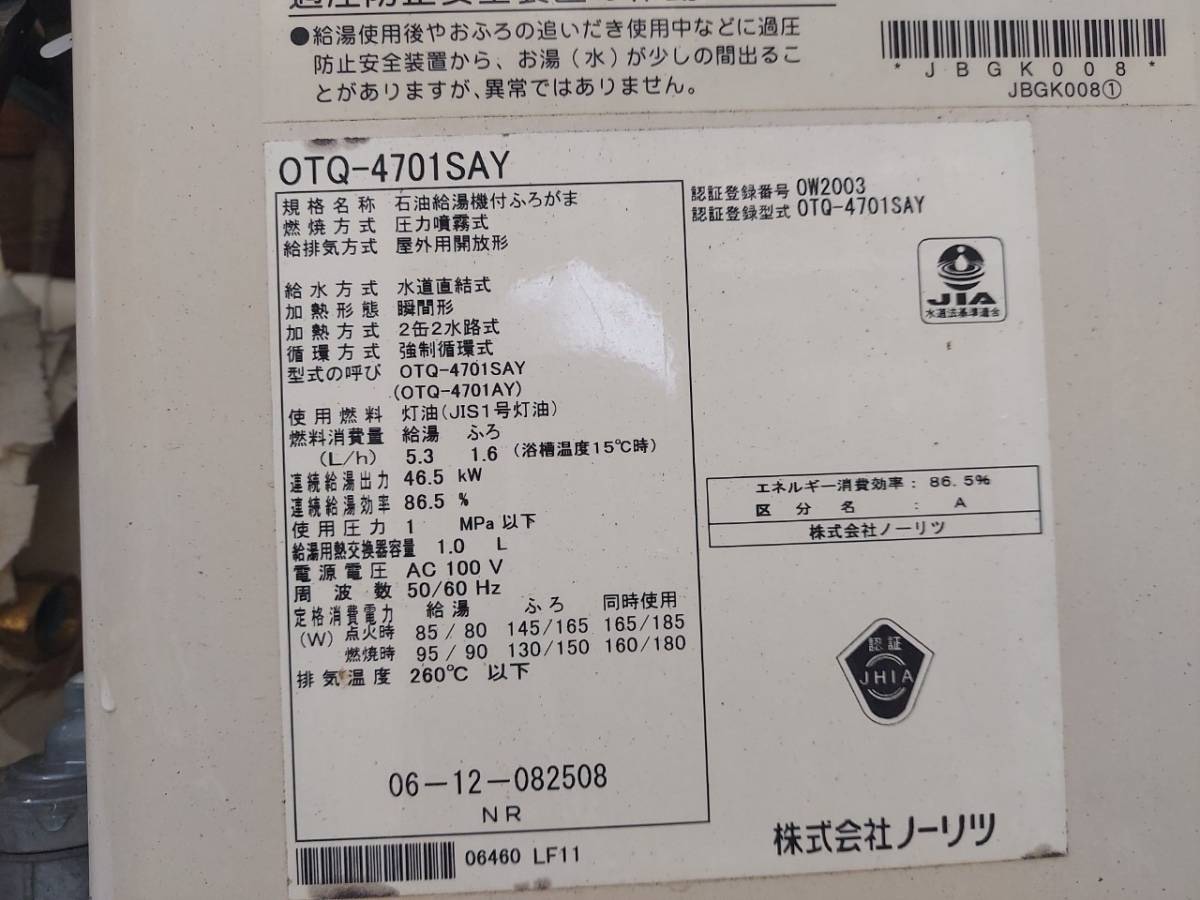 ●給湯使用後やおふろの追いだき使用中などに過圧
防止安全装置から、お湯(水)が少しの間出るこ
とがありますが、異常ではありません。
*JBGK008*
JBGK008①
OTQ-4701SAY
規格名称 石油給湯機付ふろがま
燃焼方式 圧力噴霧式
給排気方式 屋外用開放形
給水方式 水道直結式
加熱形態 瞬間形
加熱方式 2缶2水路式
循環方式 強制循環式
型式の呼び OTQ-4701SAY
(OTQ-4701AY)
使用燃料 灯油(JIS1号灯油)
燃料消費量 給湯 ふろ
(L/h) 5.3 1.6 (浴槽温度15℃時)
連続給湯出力 46.5 kW
連続給湯効率 86.5 %
使用圧力 1 MPa 以下
給湯用熱交換器容量 1.0 L
電源電圧 AC 100 V
周波数 50/60 Hz
定格消費電力 給湯 ふろ 同時使用
(W) 点火時 85/80 145/165 165/185
燃焼時 95/90 130/150 160/180
排気温度 260℃ 以下
06-12-082508
NR
06460 LF11
認証登録番号 OW2003
認証登録型式 OTQ-4701SAY
JIA
水道法基準適合
エネルギー消費効率: 86.5%
区分名 : A
株式会社ノーリツ
認証
JHIA
株式会社ノーリツ